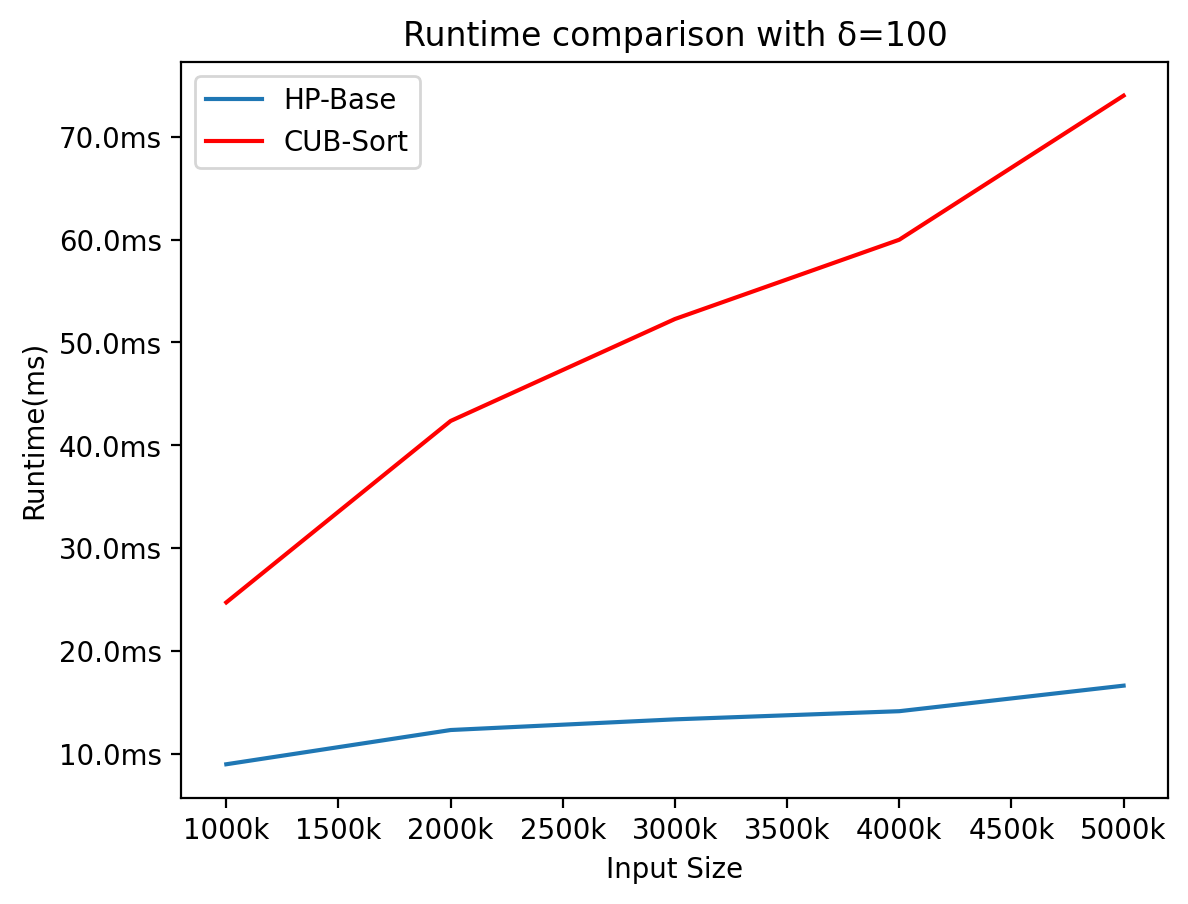 Runtime comparison with δ=100
HP-Base
CUB-Sort
70.0ms
60.0ms
50.0ms
40.0ms
30.0ms
20.0ms
10.0ms
Runtime(ms)
1000k 1500k 2000k 2500k 3000k 3500k 4000k 4500k 5000k
Input Size